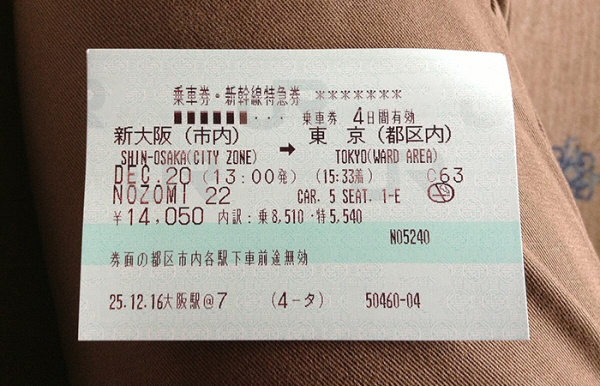 乗車券・新幹線特急券 *******
■■■■■■・・・ 乗車券 4日間有効
新大阪(市内) → 東 京(都区内)
SHIN-OSAKA(CITY ZONE) TOKYO(WARD AREA)
DEC.20 (13:00発) (15:33着) C63
NOZOMI 22 CAR. 5 SEAT. 1-E
¥14,050 内訳:乗8,510・特5,540
N05240
券面の都区市内各駅下車前途無効
25.12.16大阪駅@7 (4-タ) 50460-04